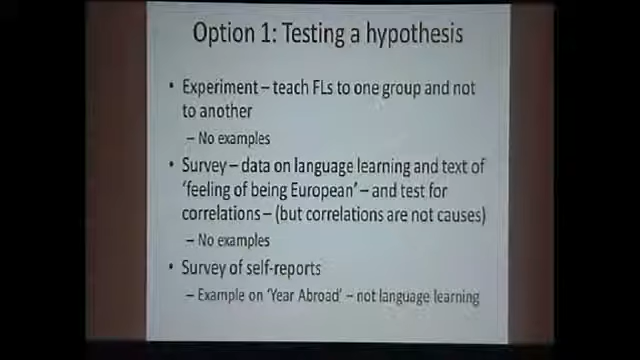 Option 1: Testing a hypothesis
• Experiment – teach FLs to one group and not
to another
– No examples
• Survey – data on language learning and text of
‘feeling of being European’ – and test for
correlations – (but correlations are not causes)
– No examples
• Survey of self-reports
– Example on ‘Year Abroad’ – not language learning